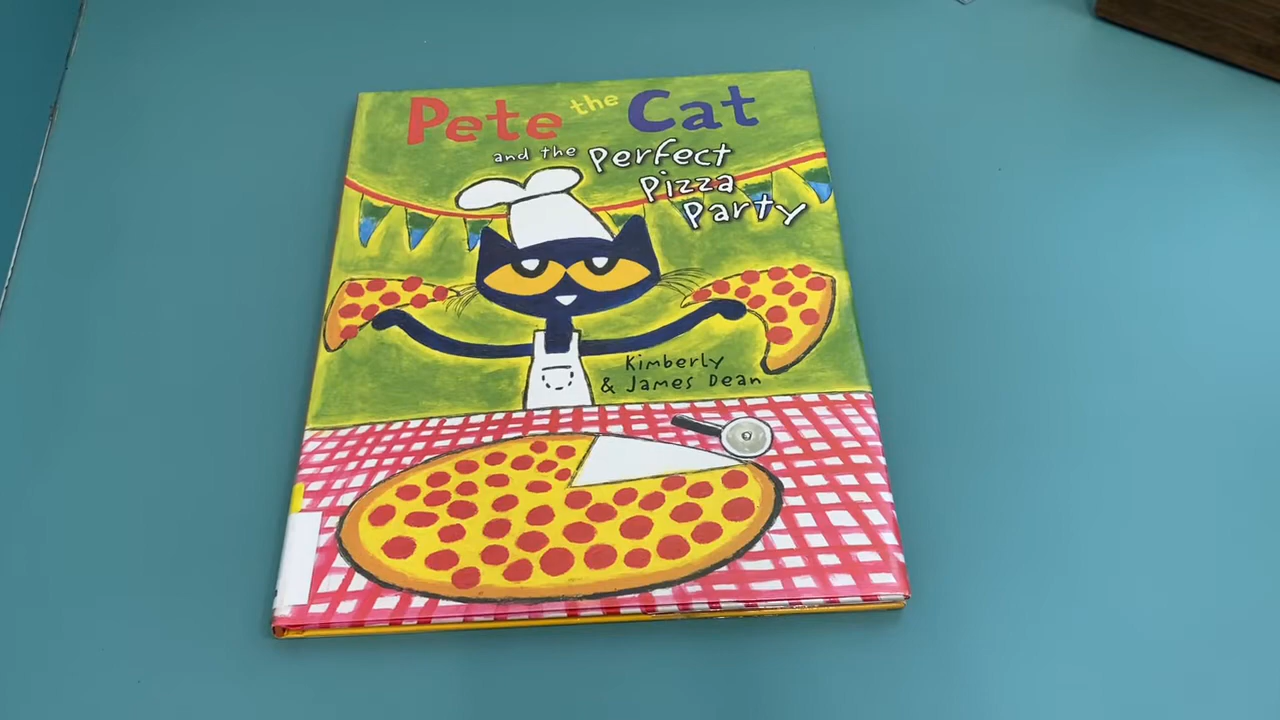 Pete the Cat
and the Perfect
Pizza
Party
Kimberly
& James Dean